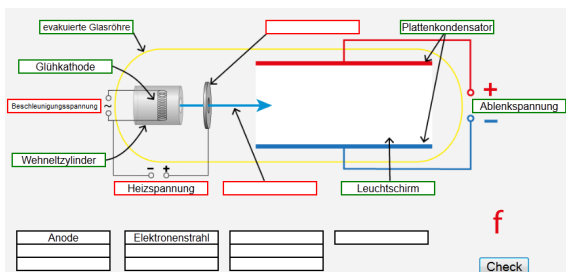 evakuierte Glasröhre
Plattenkondensator
Glühkathode
+
Beschleunigungsspannung
~
Ablenkspannung
−
Wehneltzylinder
− +
Heizspannung
Leuchtschirm
f
Anode
Elektronenstrahl
Check